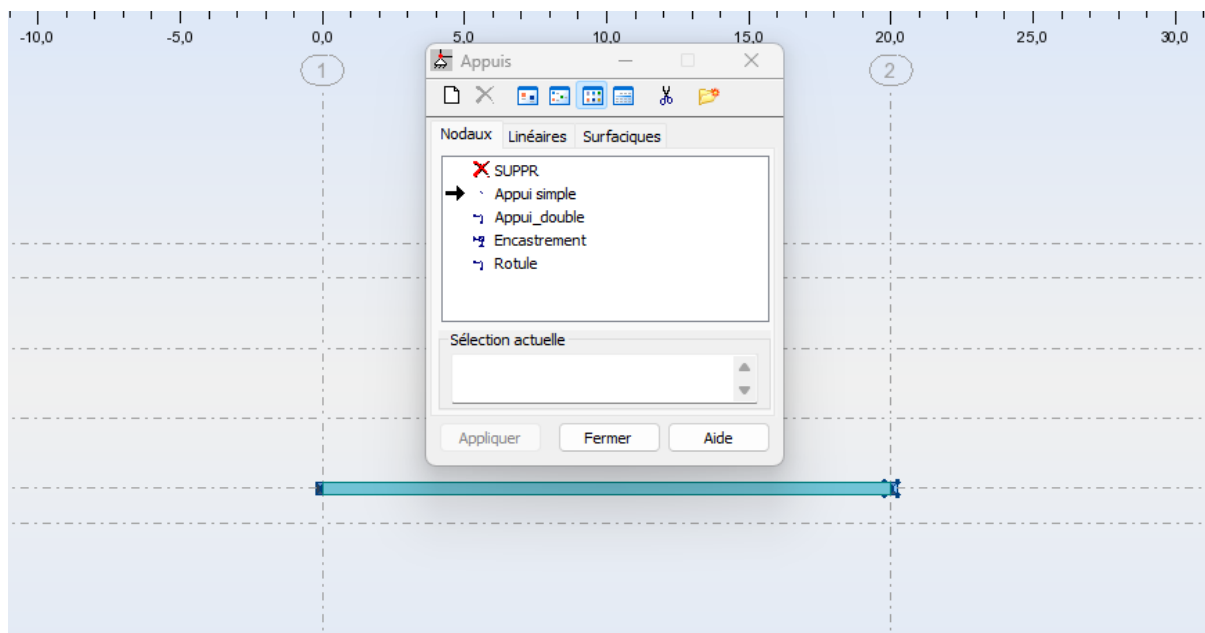 -10,0 -5,0 0,0 5,0 10,0 15,0 20,0 25,0 30,0
1 2
Appuis
Nodaux Linéaires Surfaciques
SUPPR
Appui simple
Appui_double
Encastrement
Rotule
Sélection actuelle
Appliquer Fermer Aide